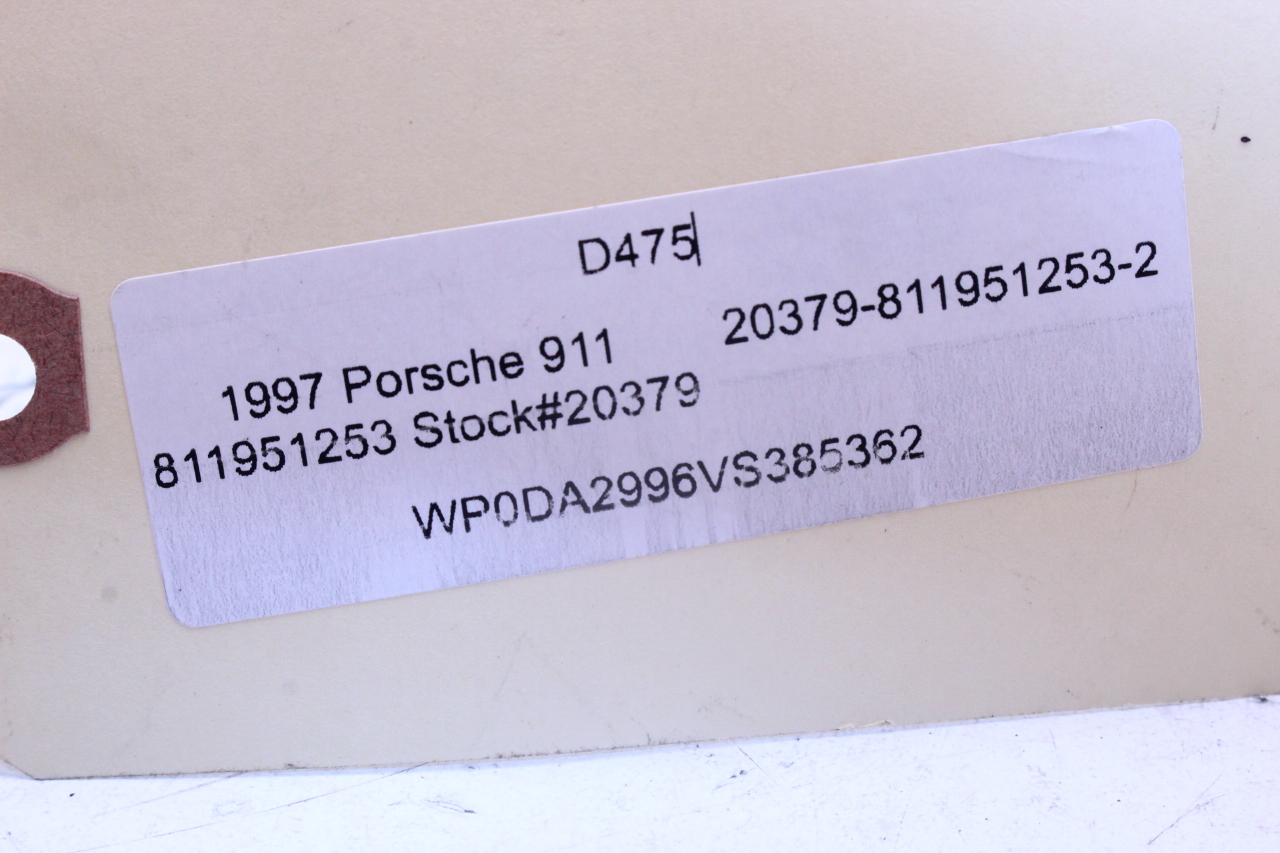 D475|
20379-811951253-2
1997 Porsche 911
811951253 Stock#20379
WP0DA2996VS385362